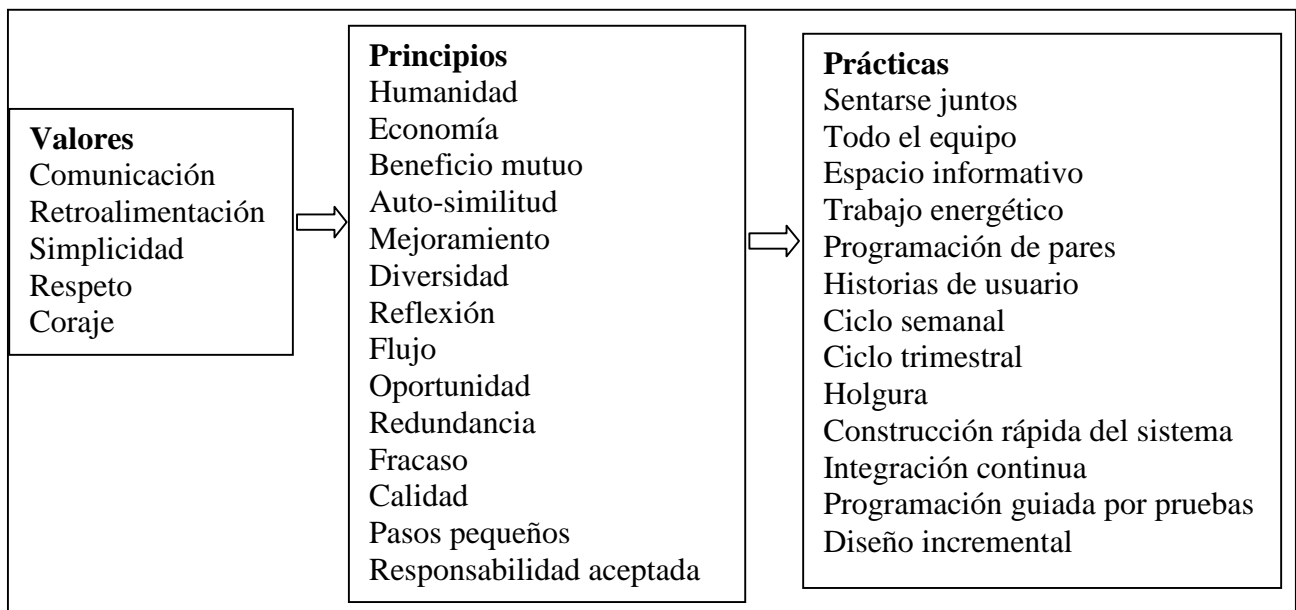 Valores
Comunicación
Retroalimentación
Simplicidad
Respeto
Coraje
Principios
Humanidad
Economía
Beneficio mutuo
Auto-similitud
Mejoramiento
Diversidad
Reflexión
Flujo
Oportunidad
Redundancia
Fracaso
Calidad
Pasos pequeños
Responsabilidad aceptada
Prácticas
Sentarse juntos
Todo el equipo
Espacio informativo
Trabajo energético
Programación de pares
Historias de usuario
Ciclo semanal
Ciclo trimestral
Holgura
Construcción rápida del sistema
Integración continua
Programación guiada por pruebas
Diseño incremental